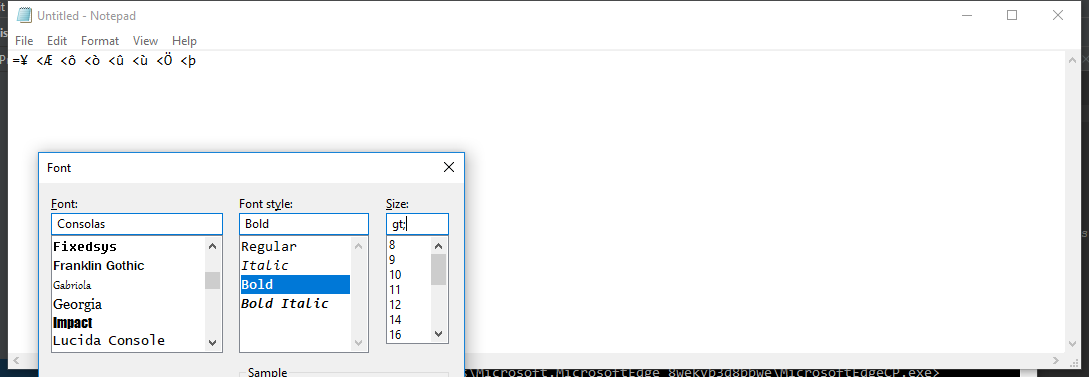 Untitled - Notepad
File Edit Format View Help
=¥ <Æ <ô <ò <û <ù <Ö <þ
Font
Font: Font style: Size:
Consolas Bold gt;
Fixedsys Regular 8
Franklin Gothic Italic 9
Gabriola Bold 10
Georgia Bold Italic 11
Impact 12
Lucida Console 14
16
Sample
\Microsoft.MicrosoftEdge_8wekyb3d8bbwe\MicrosoftEdgeCP.exe>